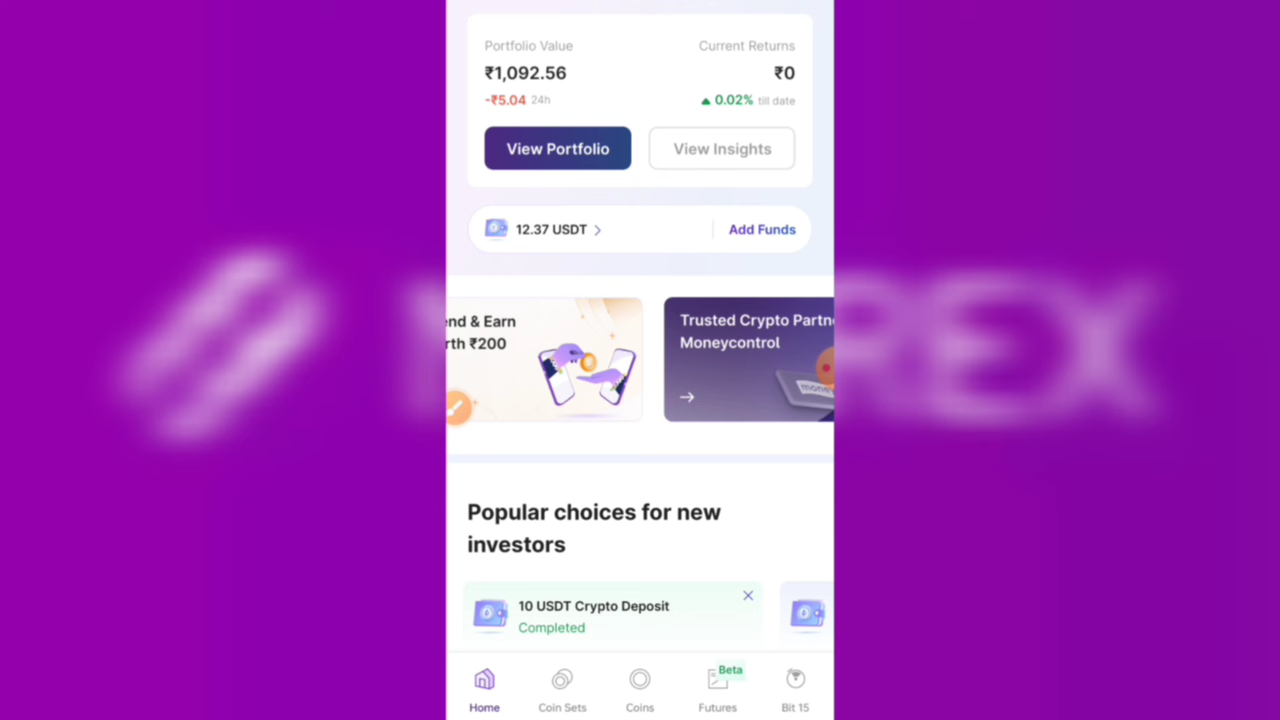 Portfolio Value
Current Returns
₹1,092.56
₹0
-₹5.04 24h
0.02% till date
View Portfolio
View Insights
12.37 USDT
Add Funds
nd & Earn
rth ₹200
Trusted Crypto Partn
Moneycontrol
money
Popular choices for new
investors
10 USDT Crypto Deposit
Completed
Beta
Home
Coin Sets
Coins
Futures
Bit 15